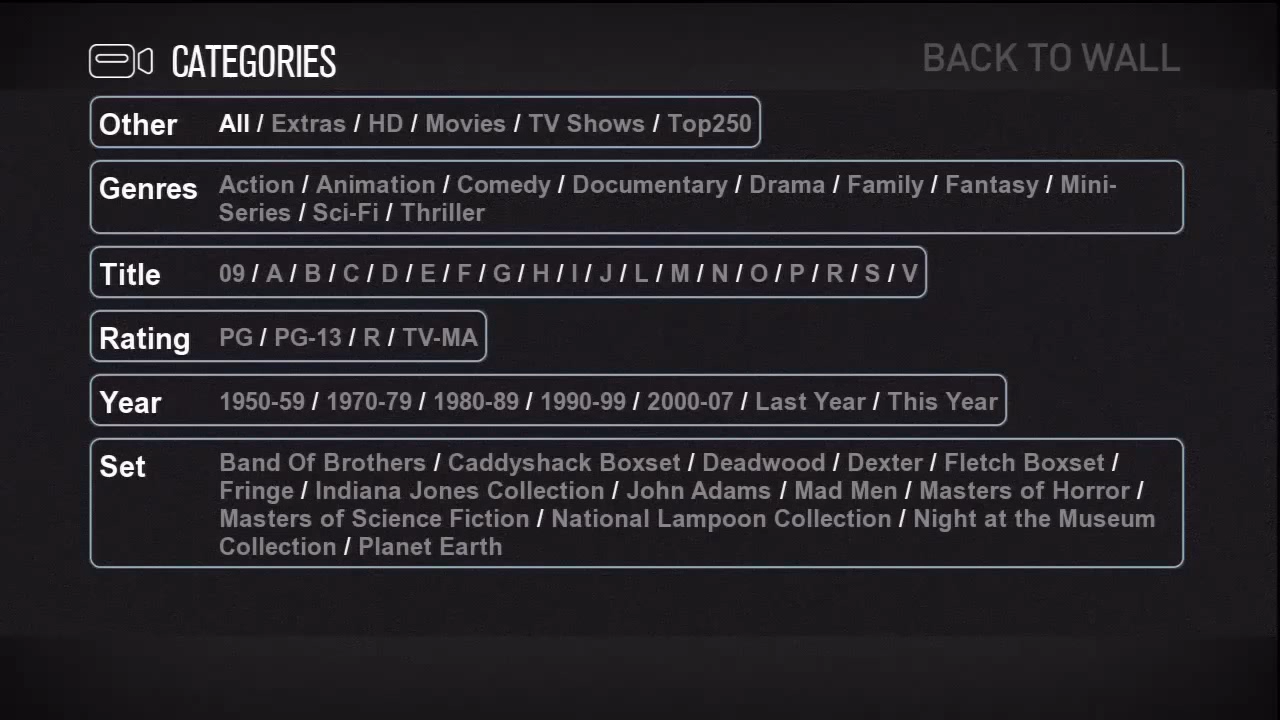 CATEGORIES
BACK TO WALL
Other All / Extras / HD / Movies / TV Shows / Top250
Genres Action / Animation / Comedy / Documentary / Drama / Family / Fantasy / Mini-
Series / Sci-Fi / Thriller
Title 09 / A / B / C / D / E / F / G / H / I / J / L / M / N / O / P / R / S / V
Rating PG / PG-13 / R / TV-MA
Year 1950-59 / 1970-79 / 1980-89 / 1990-99 / 2000-07 / Last Year / This Year
Set Band Of Brothers / Caddyshack Boxset / Deadwood / Dexter / Fletch Boxset /
Fringe / Indiana Jones Collection / John Adams / Mad Men / Masters of Horror /
Masters of Science Fiction / National Lampoon Collection / Night at the Museum
Collection / Planet Earth